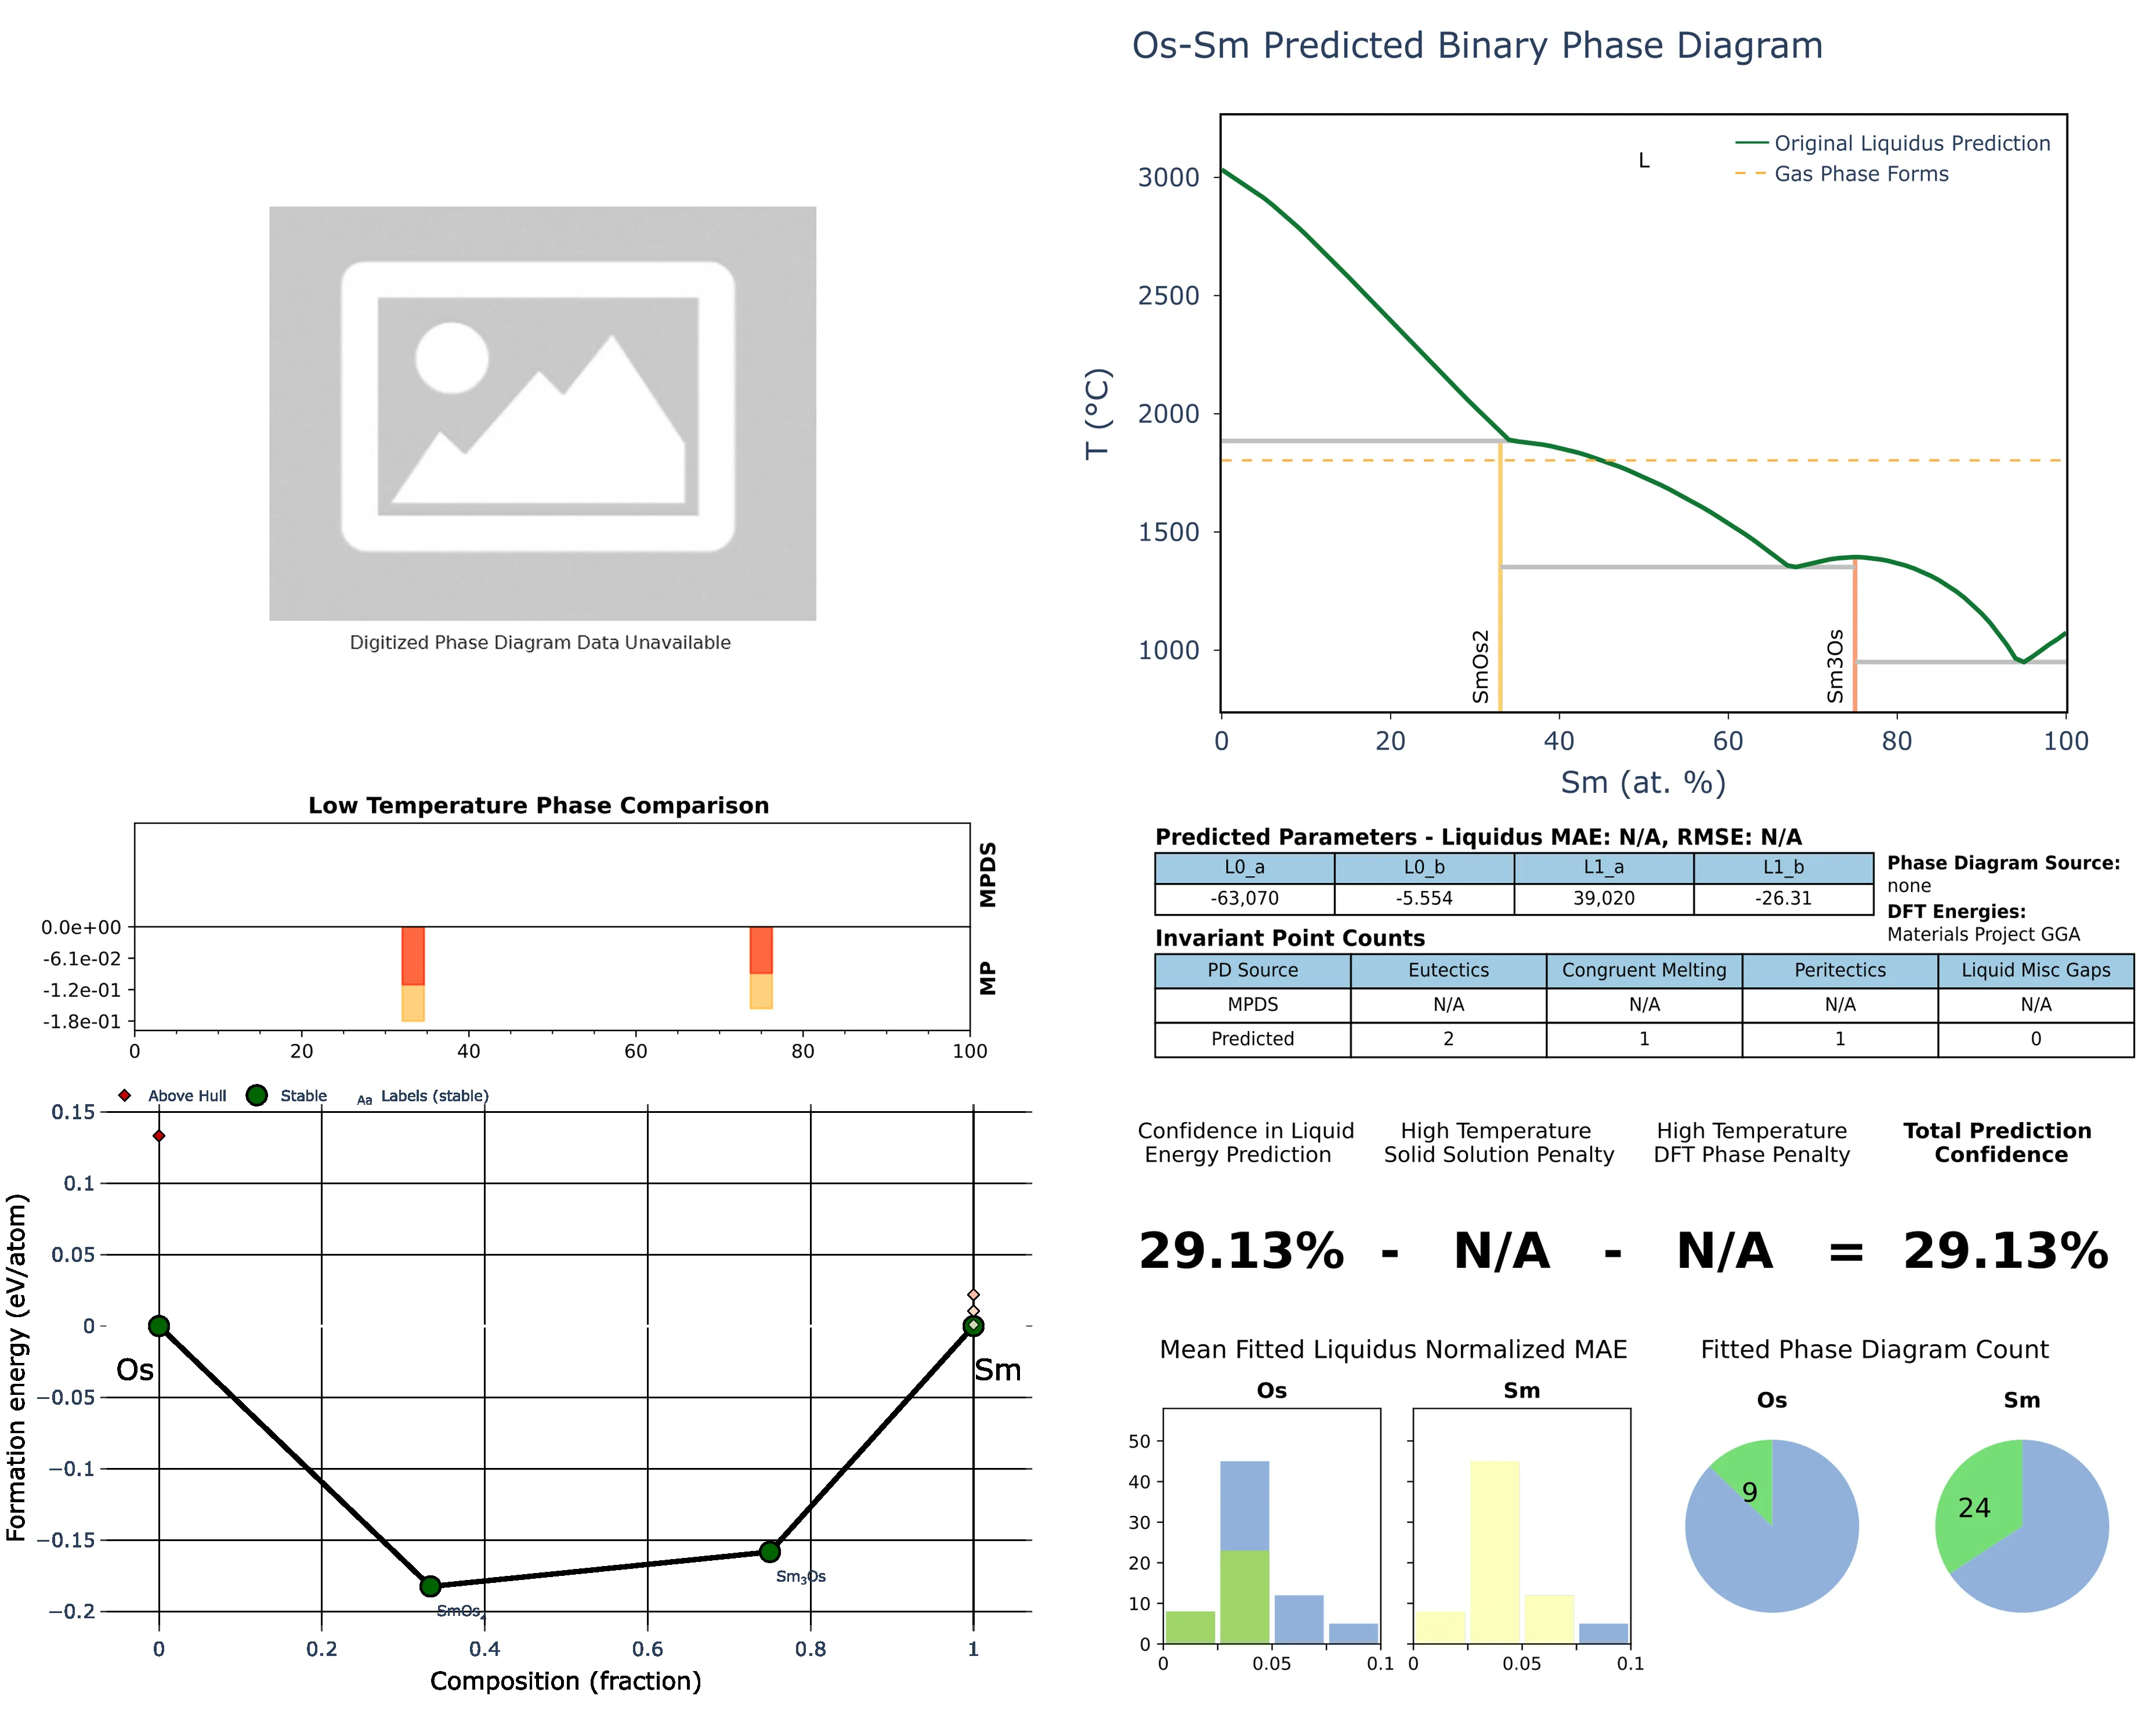 Os-Sm Predicted Binary Phase Diagram
Digitized Phase Diagram Data Unavailable
L
Original Liquidus Prediction
Gas Phase Forms
T (°C)
3000
2500
2000
1500
1000
SmOs2
Sm3Os
0 20 40 60 80 100
Sm (at. %)
Low Temperature Phase Comparison
MPDS
MP
0.0e+00
-6.1e-02
-1.2e-01
-1.8e-01
0 20 40 60 80 100
Predicted Parameters - Liquidus MAE: N/A, RMSE: N/A
L0_a L0_b L1_a L1_b
-63,070 -5.554 39,020 -26.31
Phase Diagram Source:
none
DFT Energies:
Materials Project GGA
Invariant Point Counts
PD Source Eutectics Congruent Melting Peritectics Liquid Misc Gaps
MPDS N/A N/A N/A N/A
Predicted 2 1 1 0
Above Hull Stable Aa Labels (stable)
Formation energy (eV/atom)
0.15
0.1
0.05
0
−0.05
−0.1
−0.15
−0.2
Os
Sm
SmOs₂
Sm₃Os
0 0.2 0.4 0.6 0.8 1
Composition (fraction)
Confidence in Liquid
Energy Prediction
High Temperature
Solid Solution Penalty
High Temperature
DFT Phase Penalty
Total Prediction
Confidence
29.13% - N/A - N/A = 29.13%
Mean Fitted Liquidus Normalized MAE
Os
Sm
50
40
30
20
10
0
0 0.05 0.1
0 0.05 0.1
Fitted Phase Diagram Count
Os
9
Sm
24